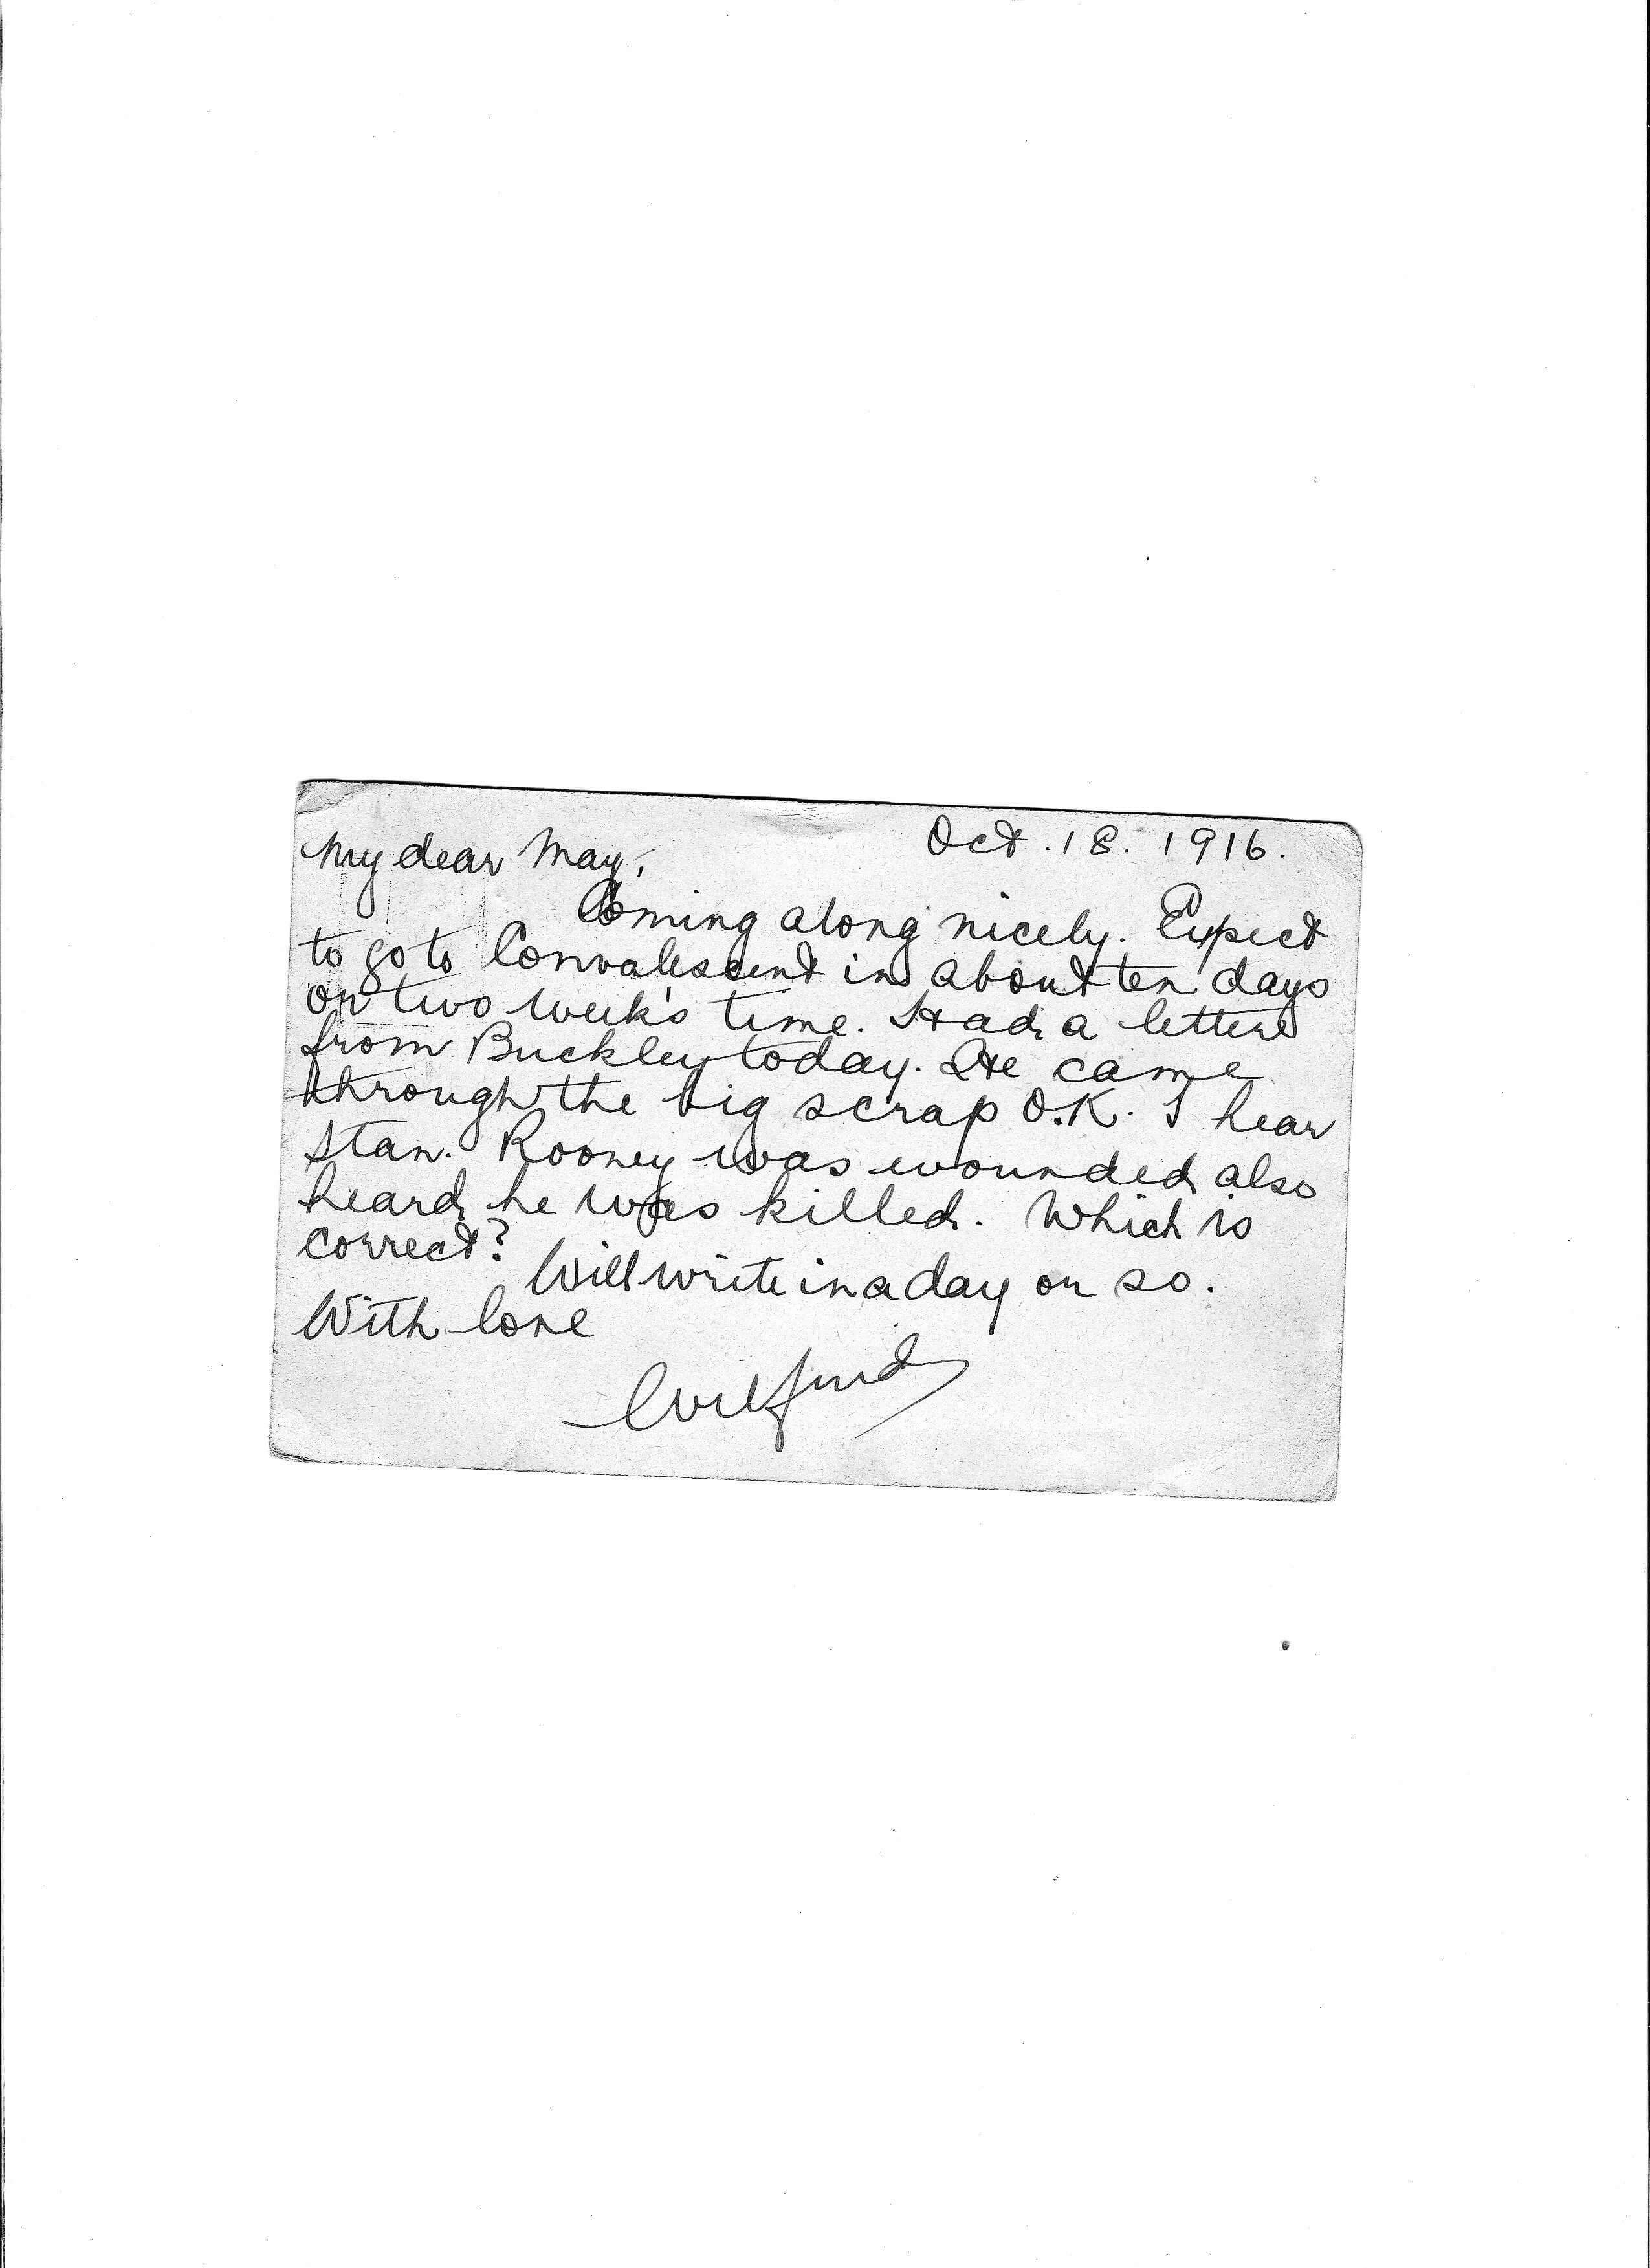 Oct. 18. 1916.
My dear May,
Coming along nicely. Expect
to go to Convalescent in about ten days
or two week's time. Had a letter
from Buckley today. He came
through the big scrap O.K. I hear
Stan. Rooney was wounded also
heard he was killed. Which is
correct?
Will write in a day or so.
With love
Wilfred